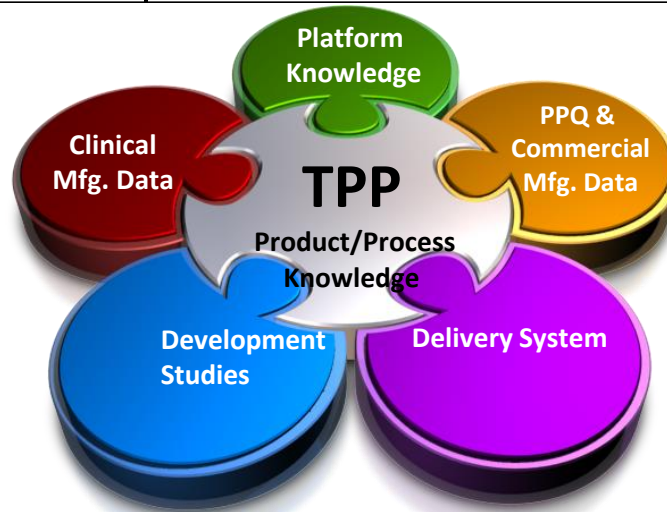 Platform
Knowledge
Clinical
Mfg. Data
PPQ &
Commercial
Mfg. Data
TPP
Product/Process
Knowledge
Development
Studies
Delivery System